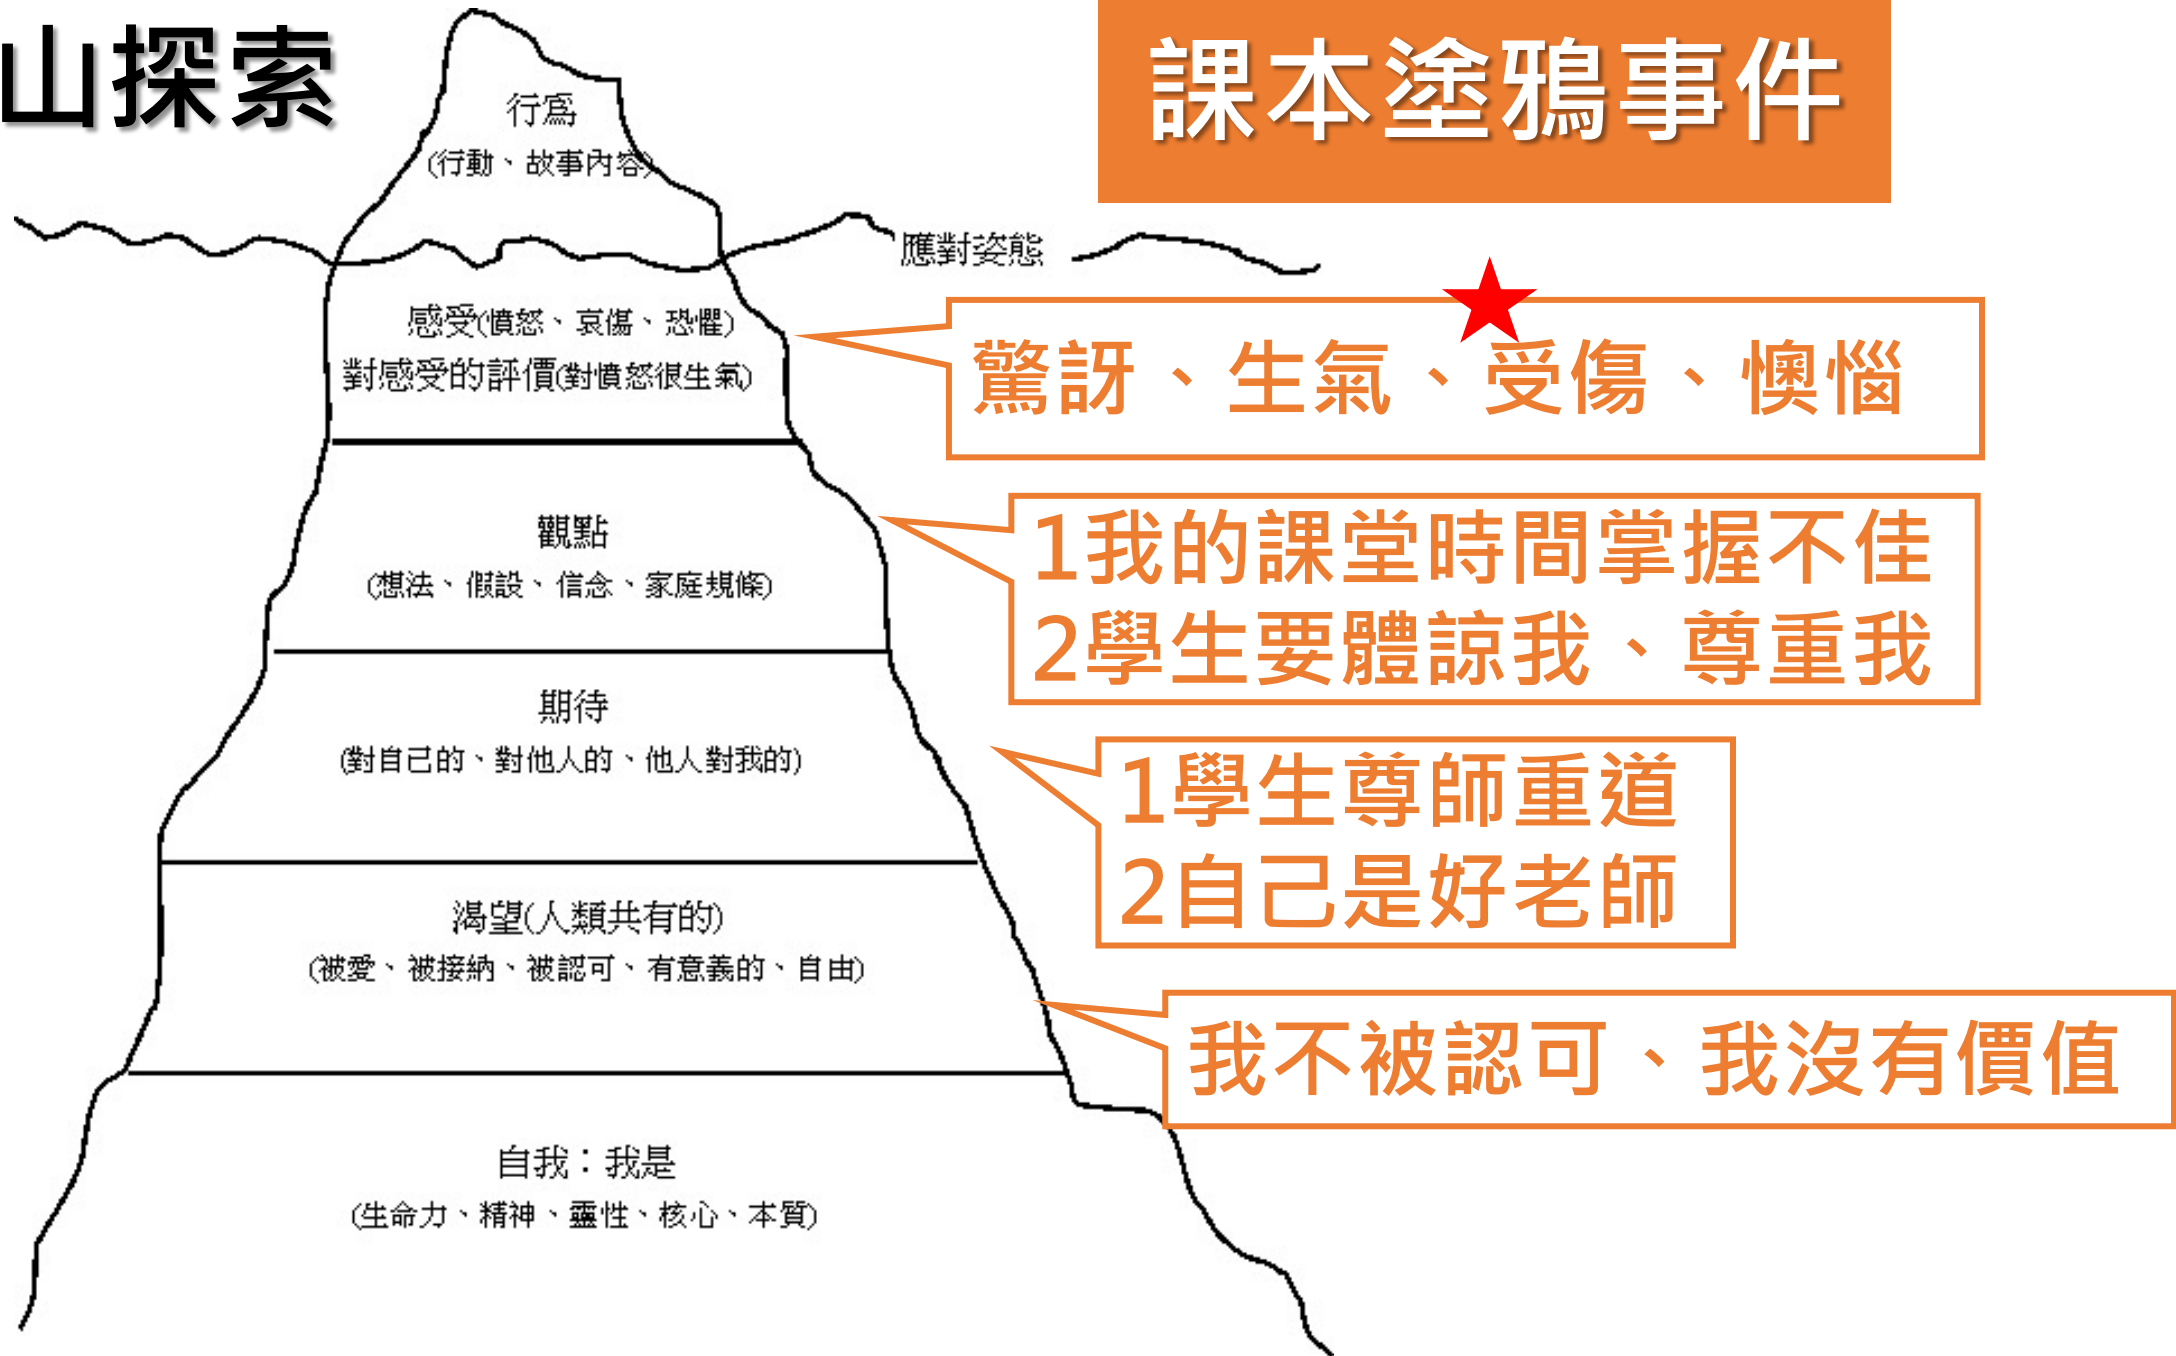 山探索
課本塗鴉事件
行為
(行動、故事內容)
應對姿態
感受(憤怒、哀傷、恐懼)
對感受的評價(對憤怒很生氣)
驚訝、生氣、受傷、懊惱
觀點
(想法、假設、信念、家庭規條)
1我的課堂時間掌握不佳
2學生要體諒我、尊重我
期待
(對自己的、對他人的、他人對我的)
1學生尊師重道
2自己是好老師
渴望(人類共有的)
(被愛、被接納、被認可、有意義的、自由)
我不被認可、我沒有價值
自我：我是
(生命力、精神、靈性、核心、本質)